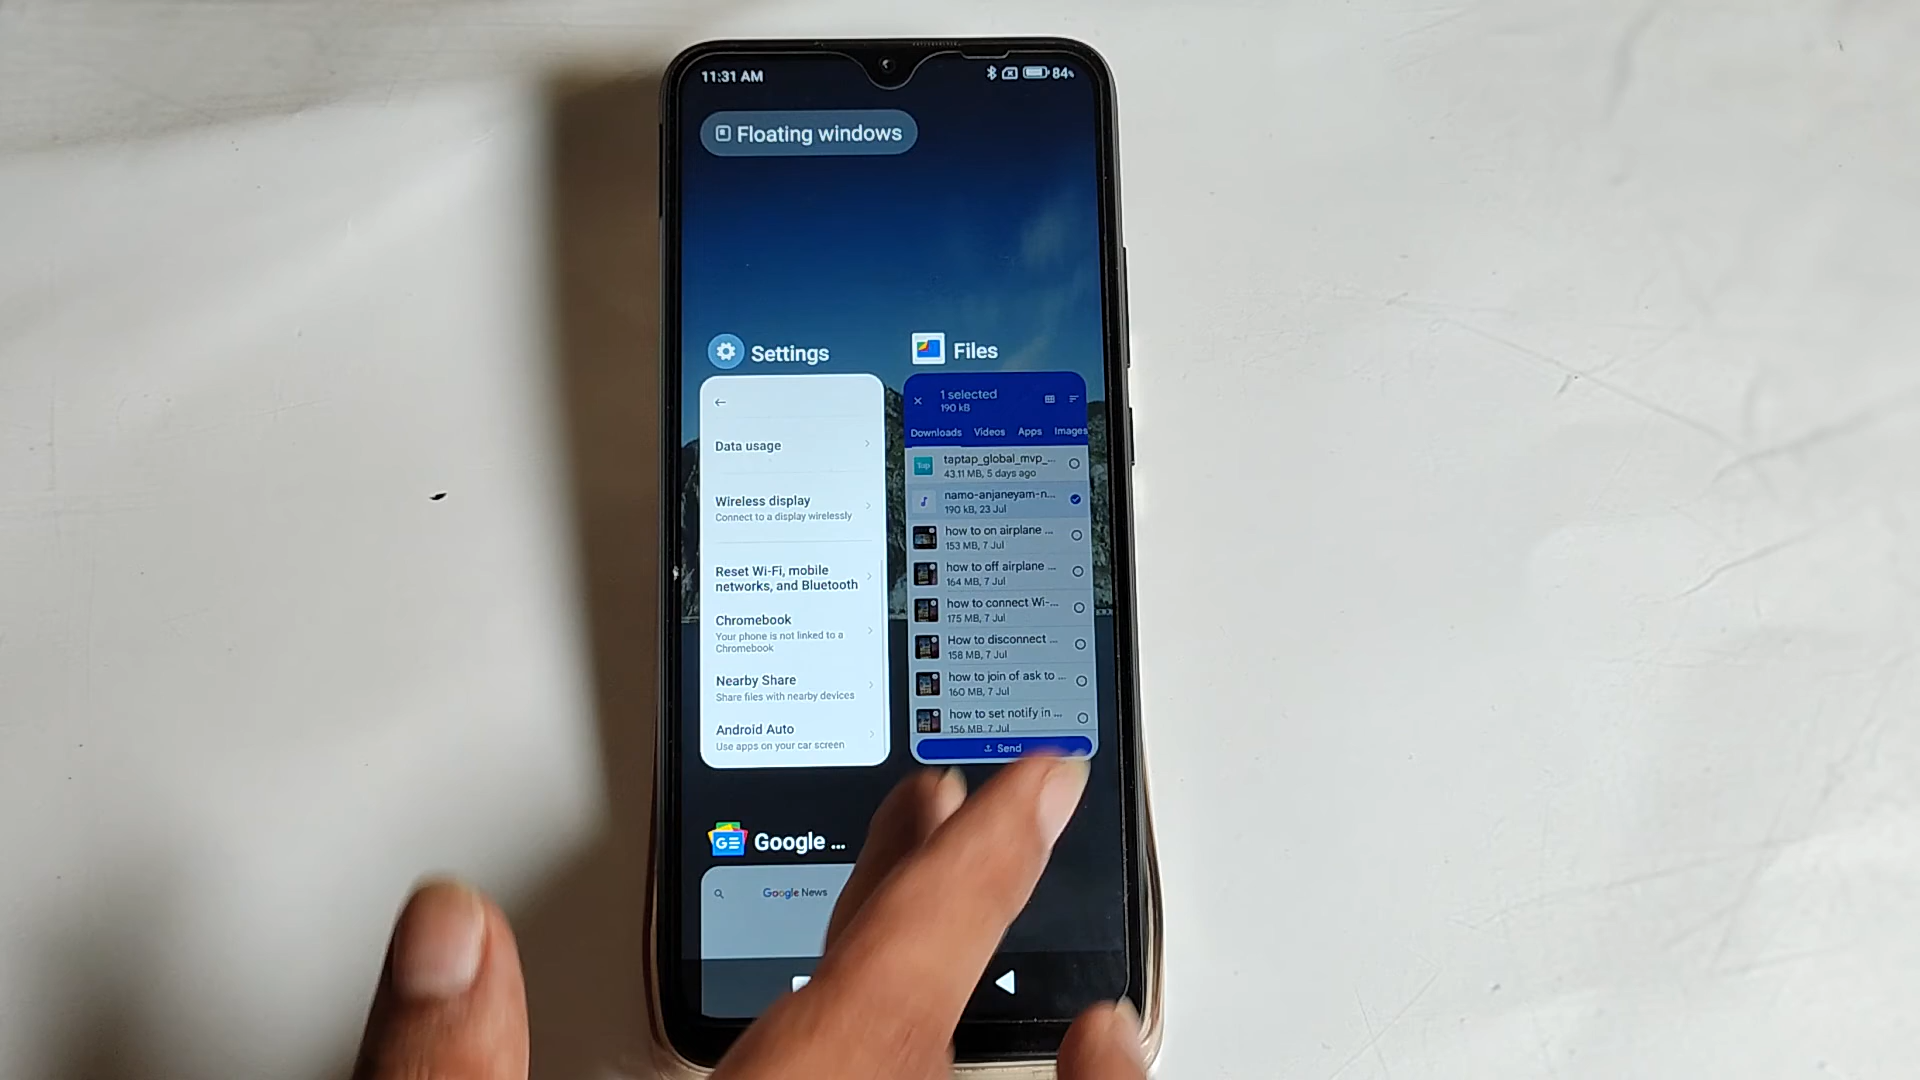 11:31 AM
84%
Floating windows
Settings
Data usage
Wireless display
Connect to a display wirelessly
Reset Wi-Fi, mobile
networks, and Bluetooth
Chromebook
Your phone is not linked to a
Chromebook
Nearby Share
Share files with nearby devices
Android Auto
Use apps on your car screen
Files
1 selected
190 kB
Downloads Videos Apps Images
Tap
taptap_global_mvp_...
43.11 MB, 5 days ago
namo-anjaneyam-n...
190 kB, 23 Jul
how to on airplane ...
153 MB, 7 Jul
how to off airplane ...
164 MB, 7 Jul
how to connect Wi-...
175 MB, 7 Jul
How to disconnect ...
158 MB, 7 Jul
how to join of ask to ...
160 MB, 7 Jul
how to set notify in ...
156 MB, 7 Jul
Send
GE Google ...
Google News